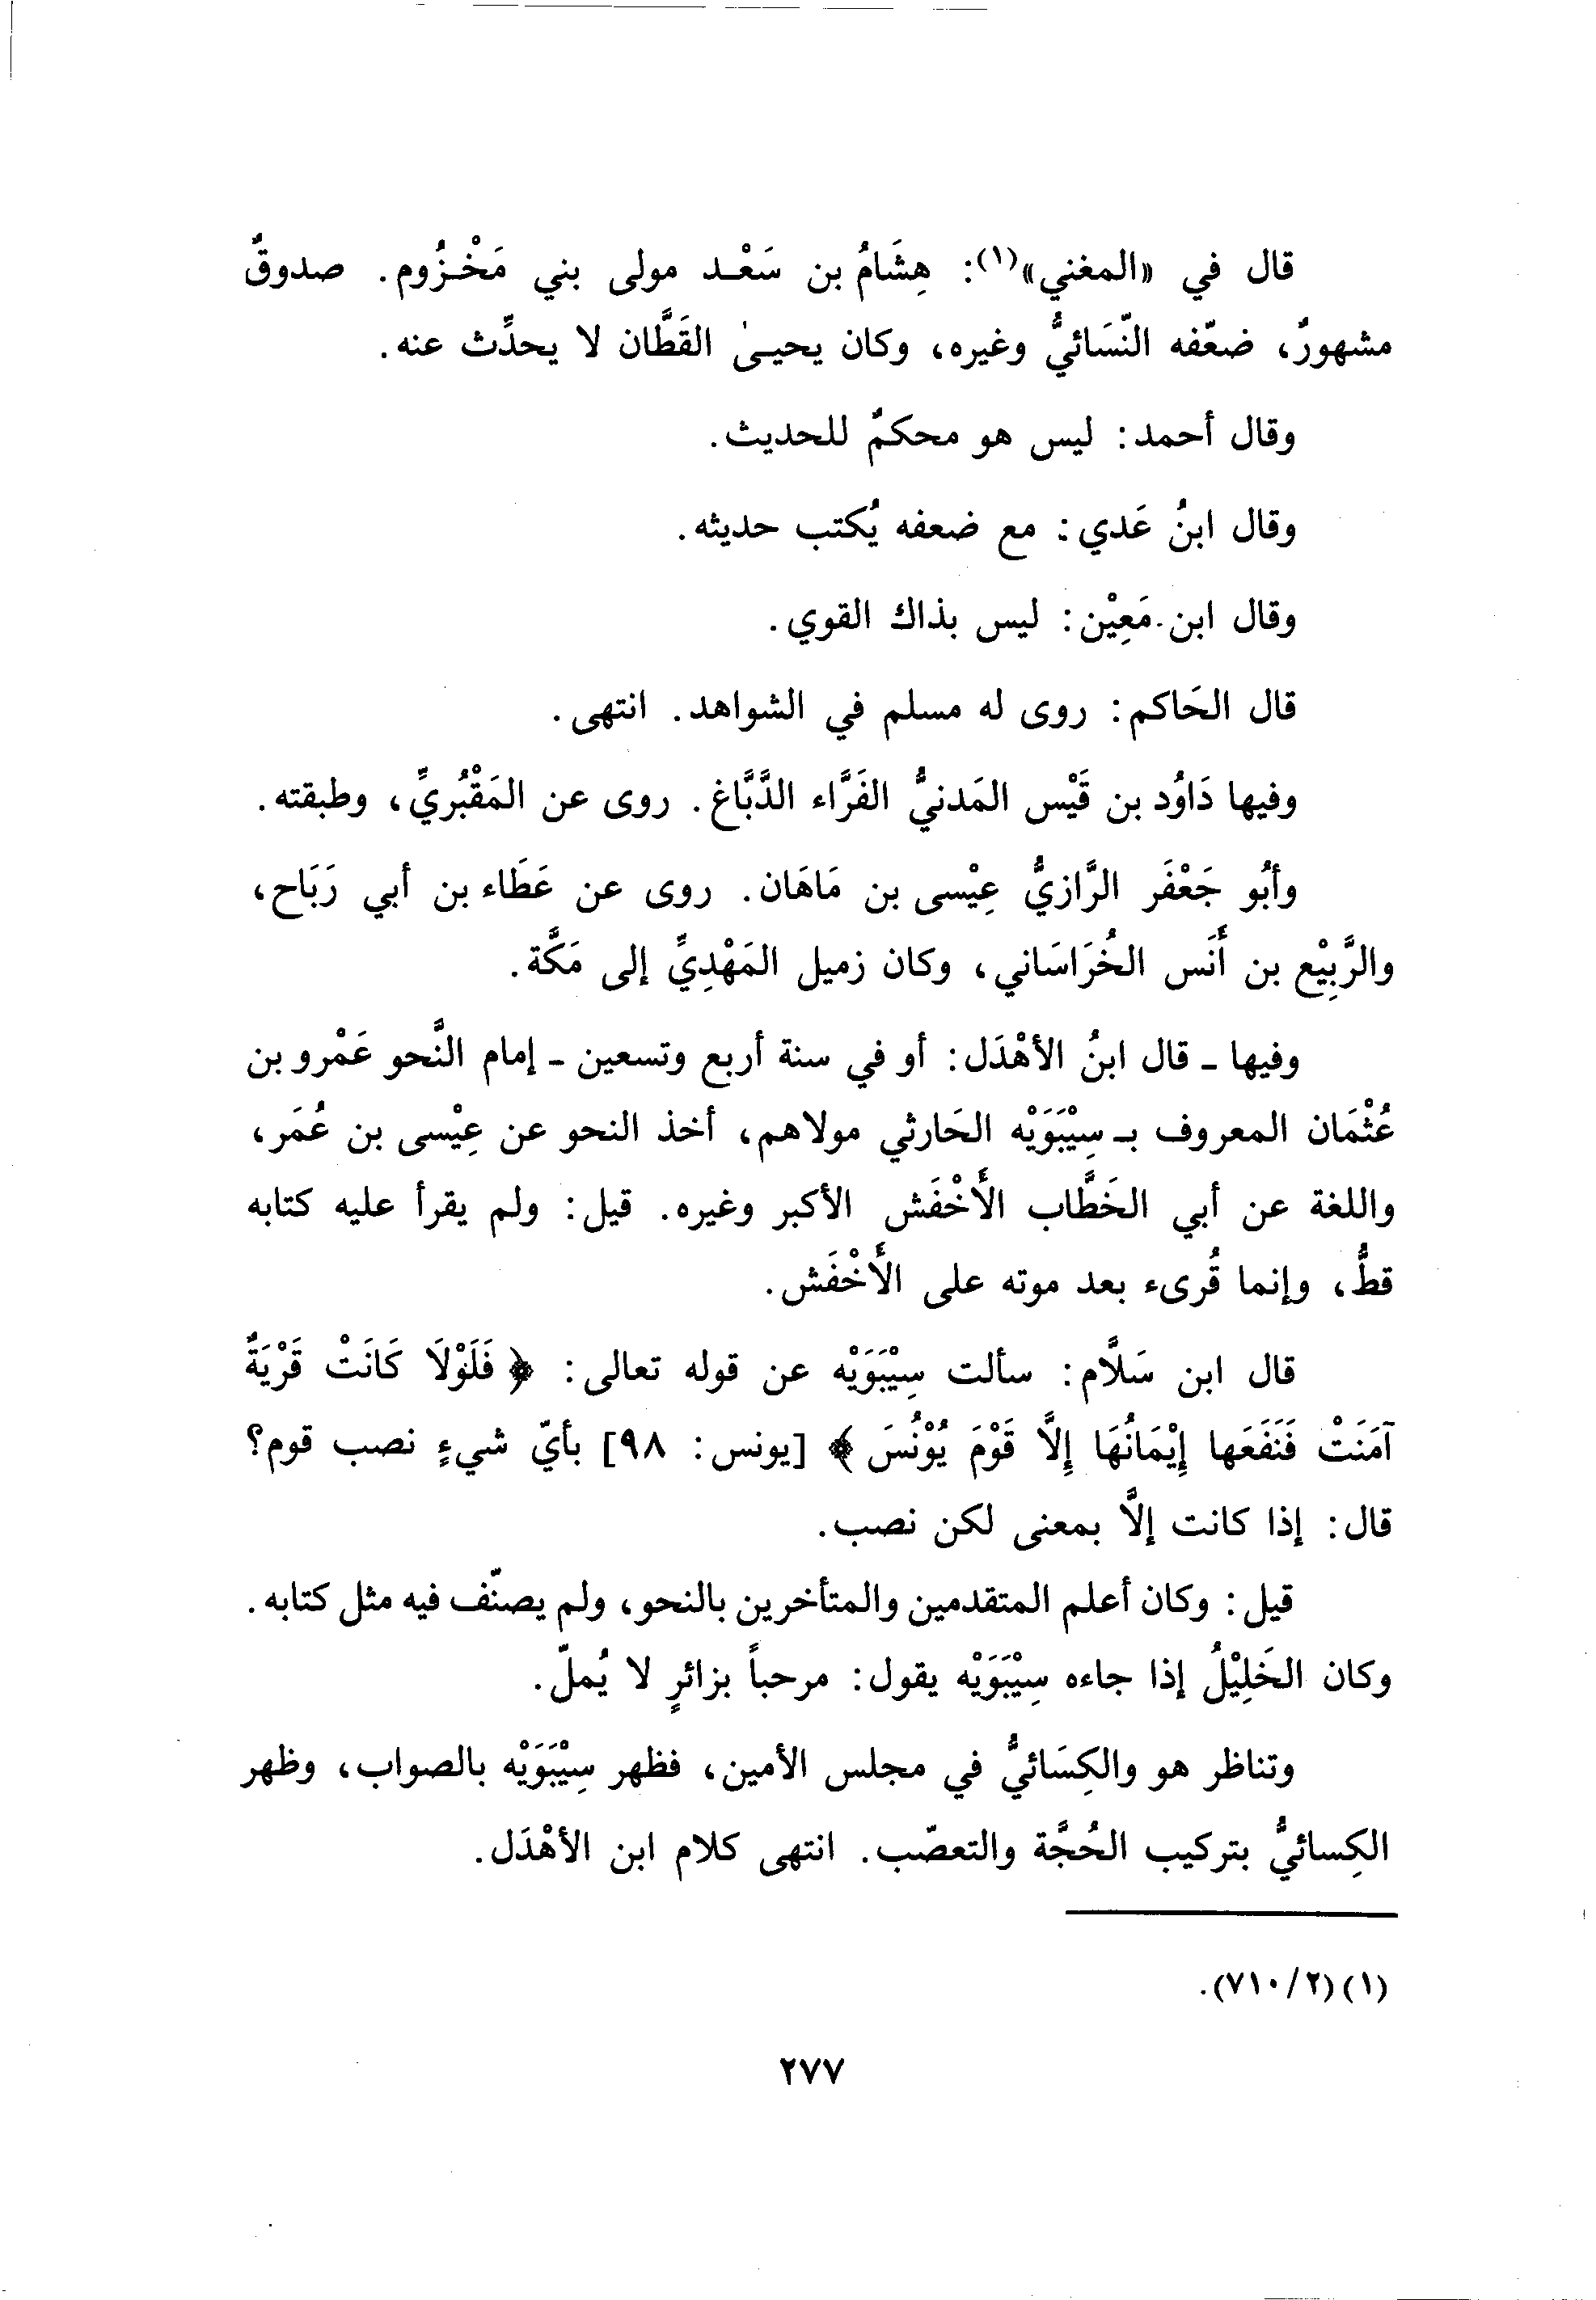 قال في «المغني»(١): هِشَامُ بن سَعْـد مولى بني مَخْـزُوم. صدوقٌ
مشهورٌ، ضعّفه النَّسَائيُّ وغيره، وكان يحيـىٰ القَطَّان لا يحدِّث عنه.
وقال أحمد: ليس هو محكمٌ للحديث.
وقال ابنُ عَدي: مع ضعفه يُكتب حديثه.
وقال ابن مَعِيْن: ليس بذاك القوي.
قال الحَاكم: روى له مسلم في الشواهد. انتهى.
وفيها دَاوُد بن قَيْس المَدنيُّ الفَرَّاء الدَّبَّاغ. روى عن المَقْبُريِّ، وطبقته.
وأبُو جَعْفَر الرَّازيُّ عِيْسى بن مَاهَان. روى عن عَطَاء بن أبي رَبَاح،
والرَّبِيْع بن أَنَس الخُرَاسَاني، وكان زميل المَهْدِيِّ إلى مَكَّة.
وفيها ـ قال ابنُ الأهْدَل: أو في سنة أربع وتسعين ـ إمام النَّحو عَمْرو بن
عُثْمَان المعروف بـ سِيْبَوَيْه الحَارثي مولاهم، أخذ النحو عن عِيْسى بن عُمَر،
واللغة عن أبي الخَطَّاب الأَخْفَش الأكبر وغيره. قيل: ولم يقرأ عليه كتابه
قطُّ، وإنما قُرىء بعد موته على الأَخْفَش.
قال ابن سَلاَّم: سألت سِيْبَوَيْه عن قوله تعالى: ﴿ فَلَوْلَا كَانَتْ قَرْيَةٌ
آمَنَتْ فَنَفَعَها إِيْمَانُهَا إِلاَّ قَوْمَ يُوْنُسَ ﴾ [يونس: ٩٨] بأيّ شيءٍ نصب قوم؟
قال: إذا كانت إلاَّ بمعنى لكن نصب.
قيل: وكان أعلم المتقدمين والمتأخرين بالنحو، ولم يصنّف فيه مثل كتابه.
وكان الخَلِيْلُ إذا جاءه سِيْبَوَيْه يقول: مرحباً بزائرٍ لا يُملّ.
وتناظر هو والكِسَائيُّ في مجلس الأمين، فظهر سِيْبَوَيْه بالصواب، وظهر
الكِسائيُّ بتركيب الحُجَّة والتعصّب. انتهى كلام ابن الأهْدَل.
(١) (٧١٠/٢).
٢٧٧